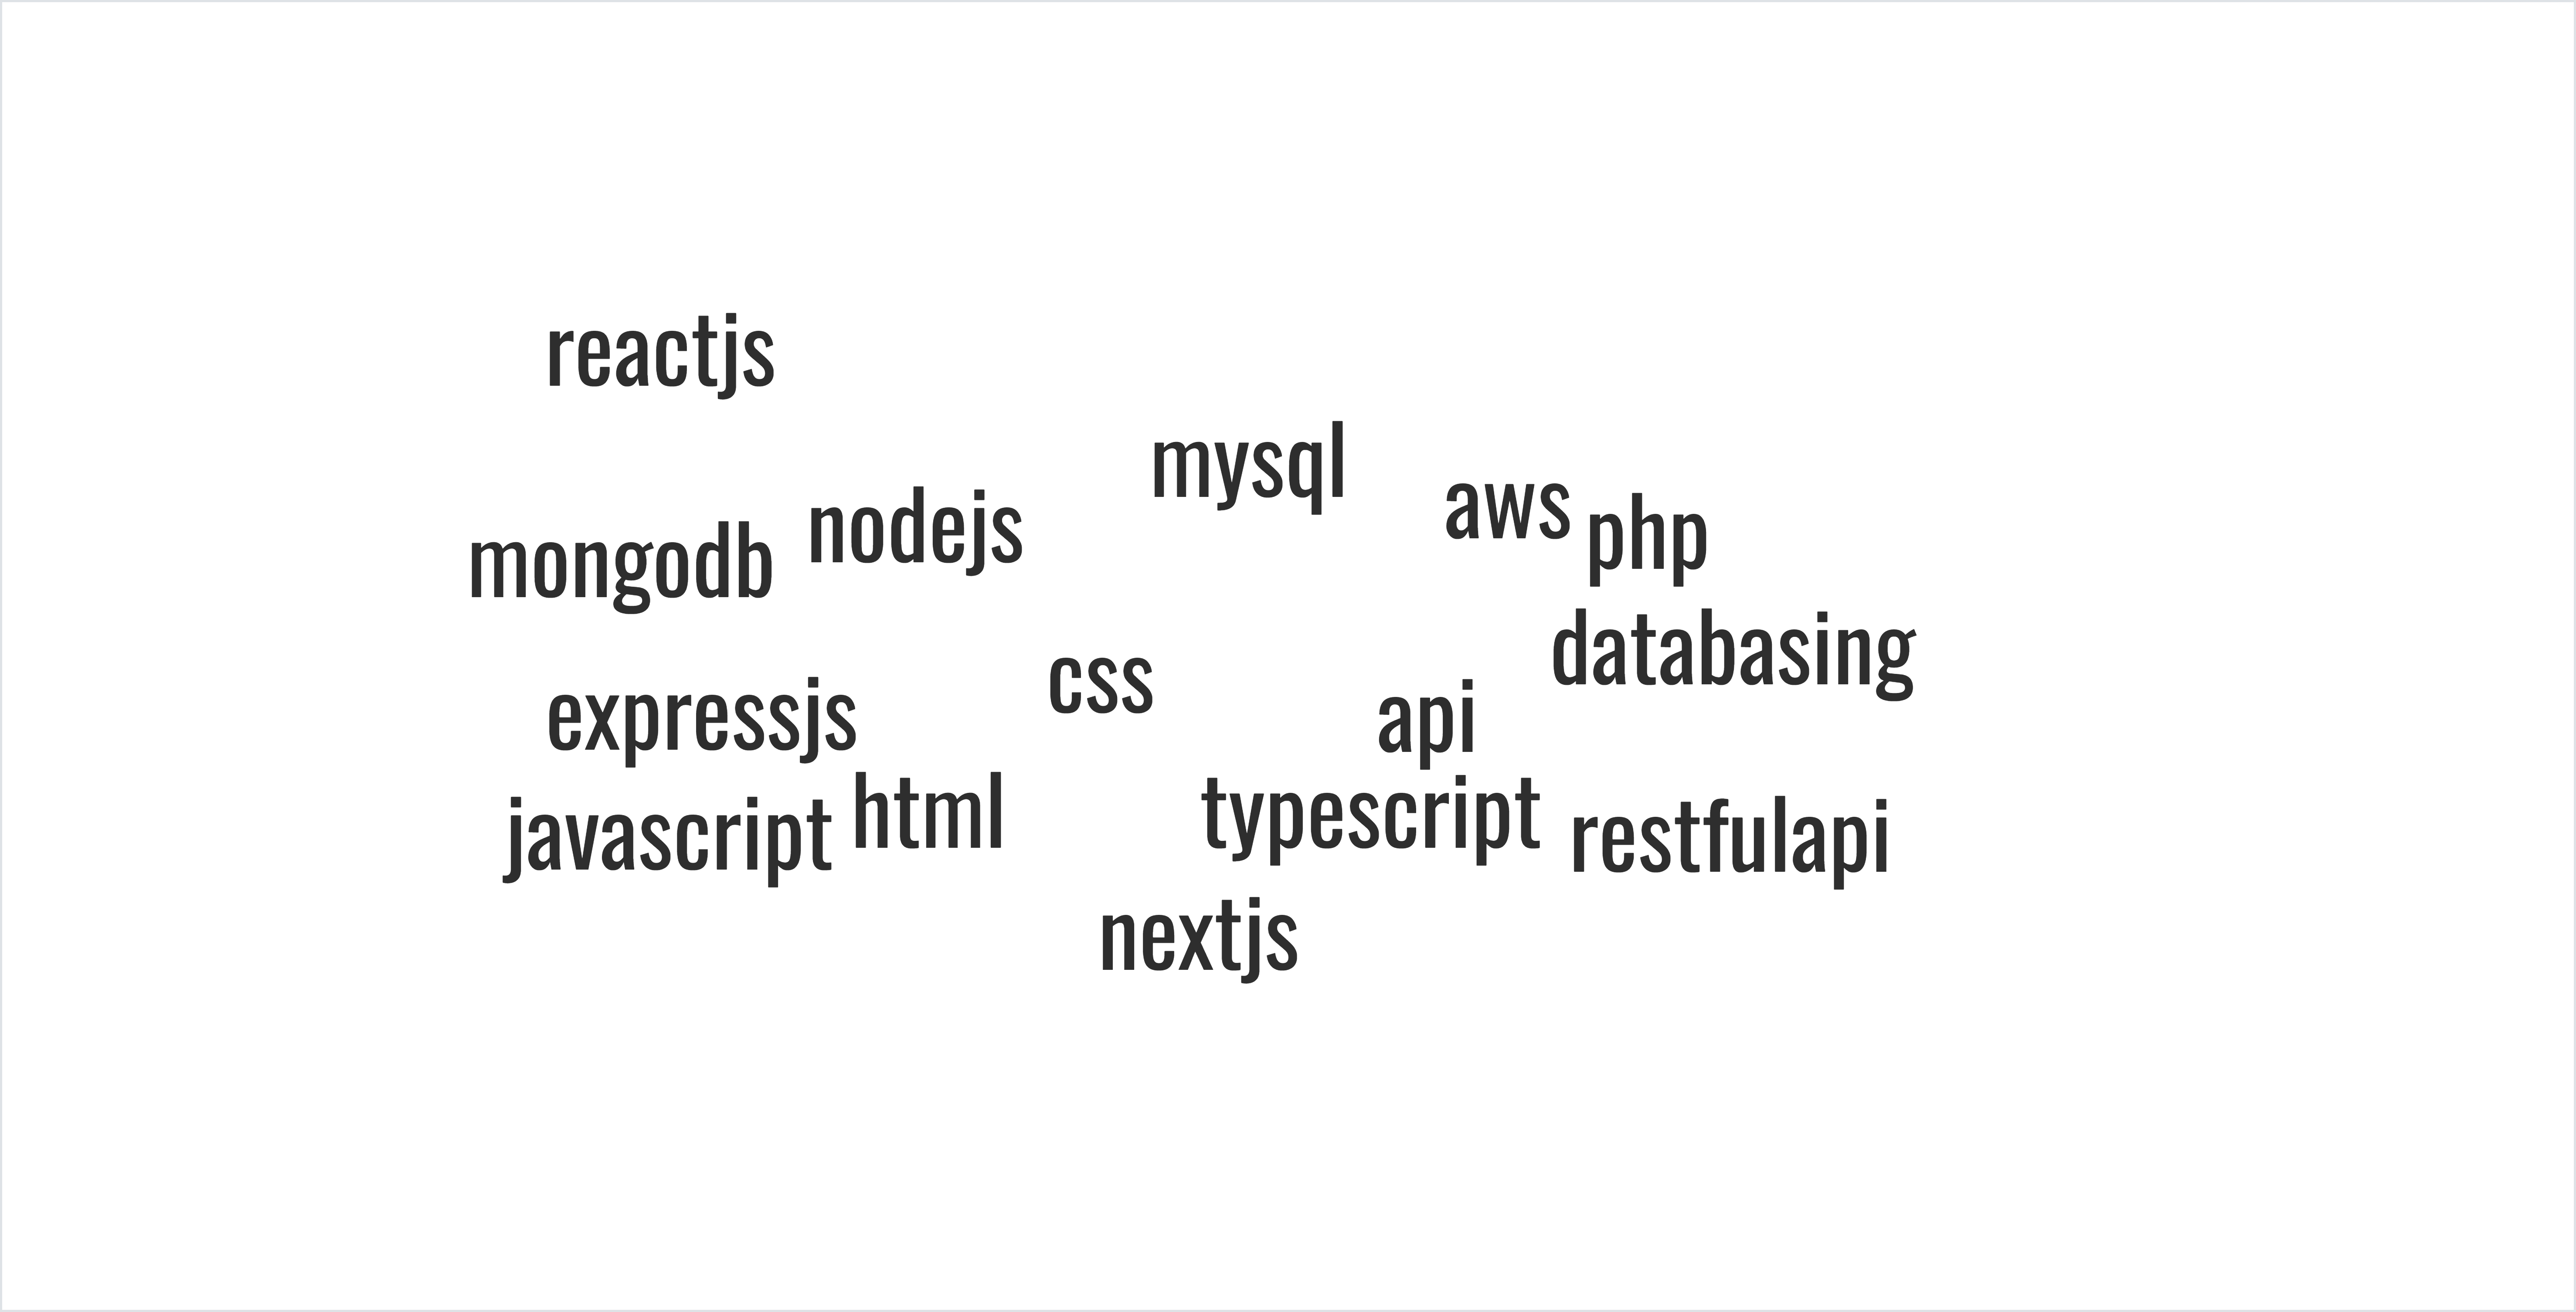 reactjs
mysql
aws
php
nodejs
mongodb
databasing
css
expressjs
api
html
typescript
javascript
restfulapi
nextjs